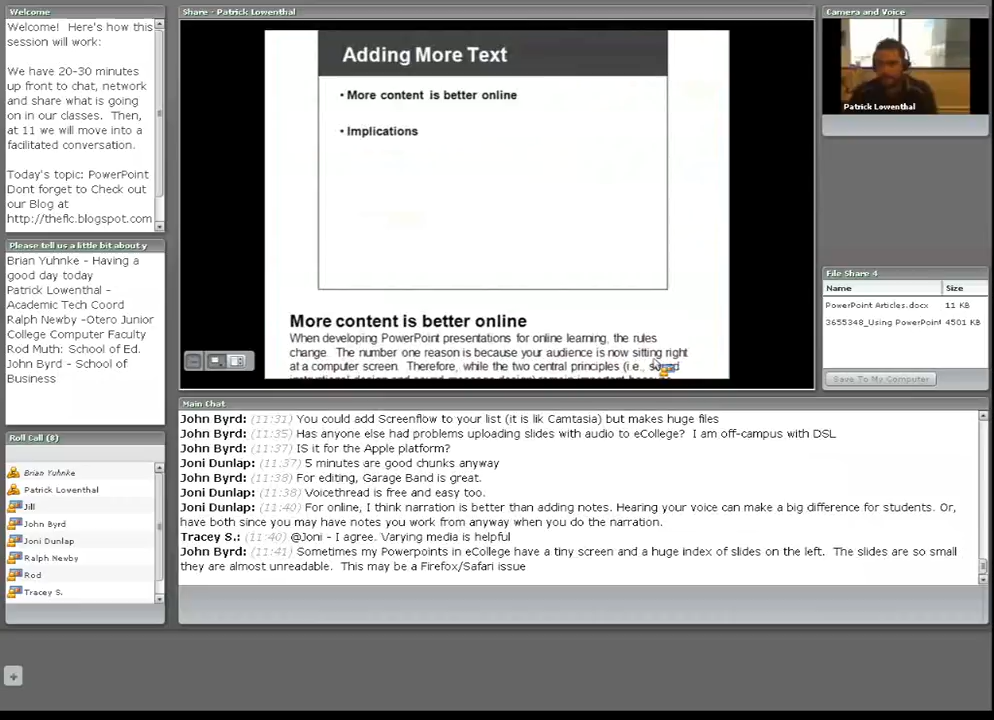 Welcome
Welcome! Here's how this
session will work:
We have 20-30 minutes
up front to chat, network
and share what is going
on in our classes. Then,
at 11 we will move into a
facilitated conversation.
Today's topic: PowerPoint
Dont forget to Check out
our Blog at
http://theflc.blogspot.com
Please tell us a little bit about y
Brian Yuhnke - Having a
good day today
Patrick Lowenthal -
Academic Tech Coord
Ralph Newby -Otero Junior
College Computer Faculty
Rod Muth: School of Ed.
John Byrd - School of
Business
Roll Call (8)
Brian Yuhnke
Patrick Lowenthal
Jill
John Byrd
Joni Dunlap
Ralph Newby
Rod
Tracey S.
Share - Patrick Lowenthal
Adding More Text
• More content is better online
• Implications
More content is better online
When developing PowerPoint presentations for online learning, the rules
change. The number one reason is because your audience is now sitting right
at a computer screen. Therefore, while the two central principles (i.e., sound
Camera and Voice
Patrick Lowenthal
File Share 4
Name Size
PowerPoint Articles.docx 11 KB
3655348_Using PowerPoint 4501 KB
Save To My Computer
Main Chat
John Byrd: (11:31) You could add Screenflow to your list (it is lik Camtasia) but makes huge files
John Byrd: (11:35) Has anyone else had problems uploading slides with audio to eCollege? I am off-campus with DSL
John Byrd: (11:37) IS it for the Apple platform?
Joni Dunlap: (11:37) 5 minutes are good chunks anyway
John Byrd: (11:38) For editing, Garage Band is great.
Joni Dunlap: (11:38) Voicethread is free and easy too.
Joni Dunlap: (11:40) For online, I think narration is better than adding notes. Hearing your voice can make a big difference for students. Or,
have both since you may have notes you work from anyway when you do the narration.
Tracey S.: (11:40) @Joni - I agree. Varying media is helpful
John Byrd: (11:41) Sometimes my Powerpoints in eCollege have a tiny screen and a huge index of slides on the left. The slides are so small
they are almost unreadable. This may be a Firefox/Safari issue